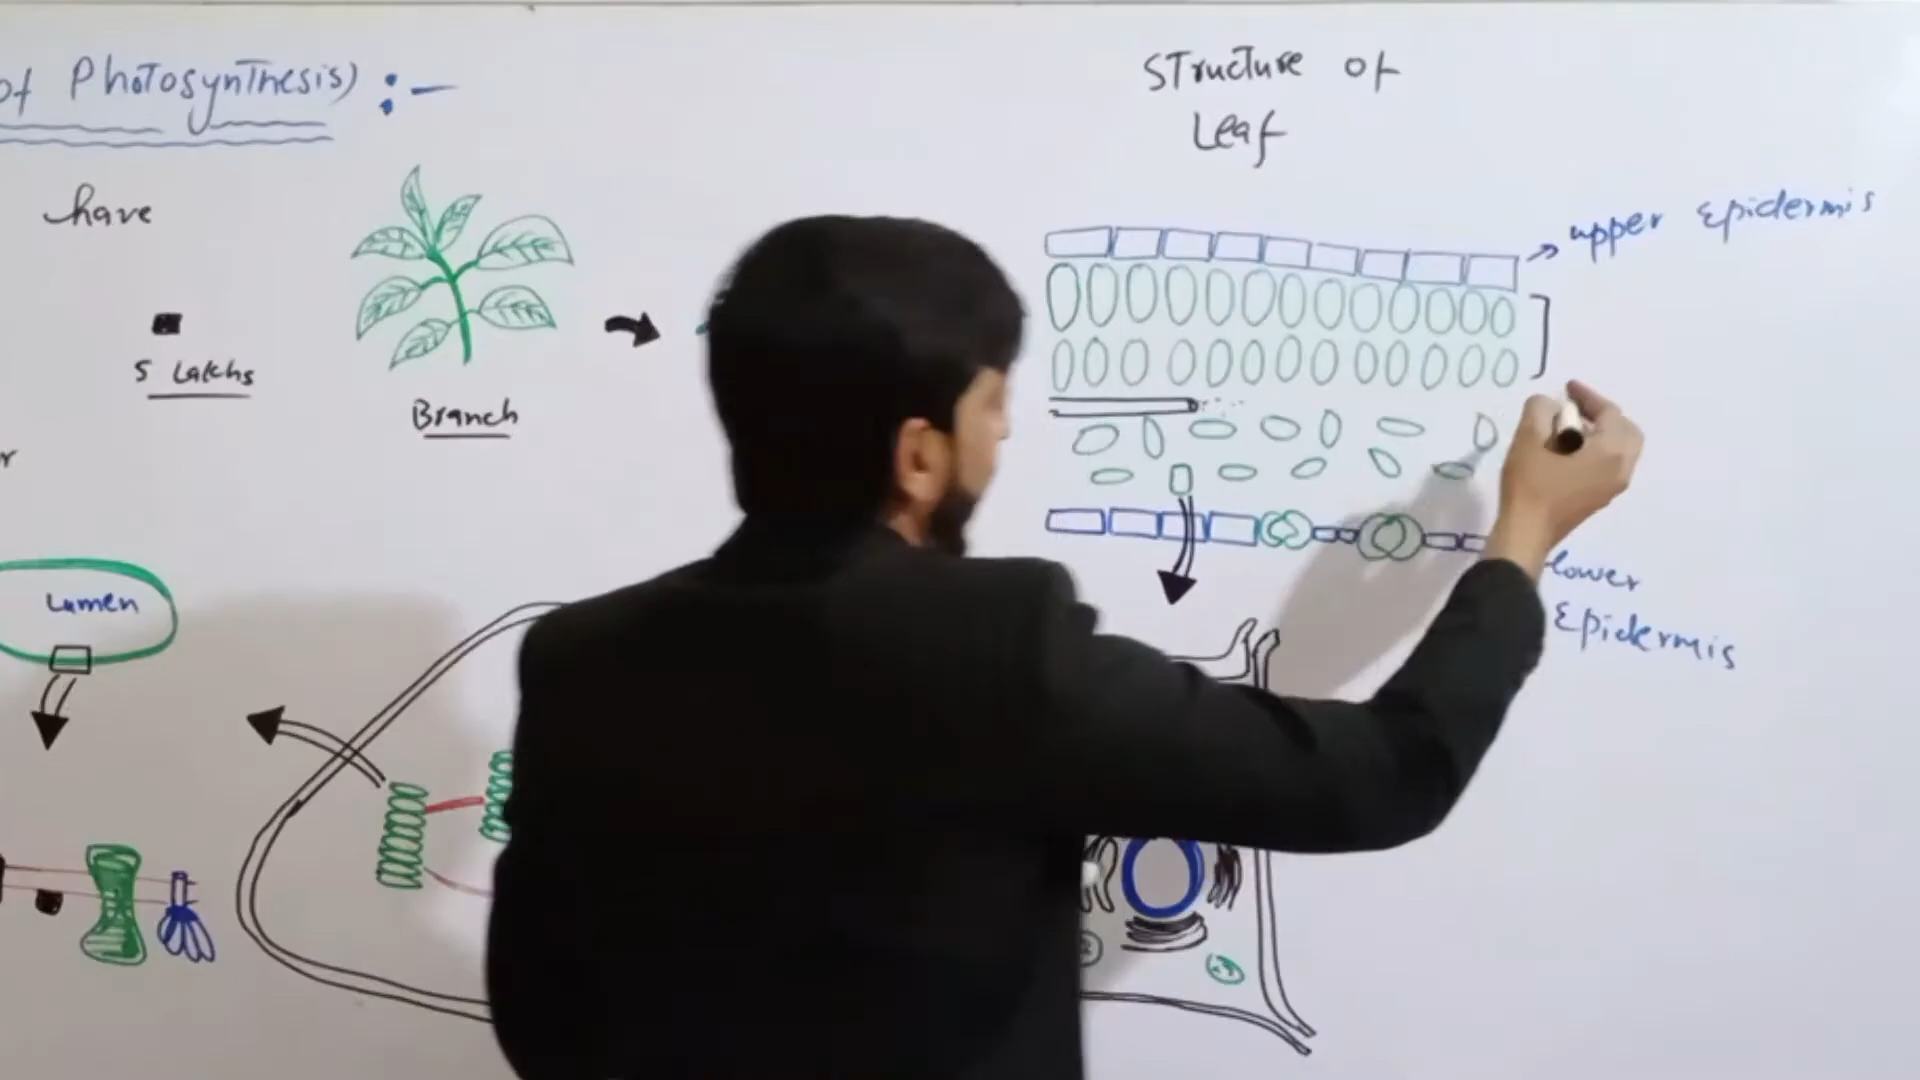 of Photosynthesis) :-
have
5 Lakhs
Branch
r
Lumen
Structure of
Leaf
upper Epidermis
lower
Epidermis